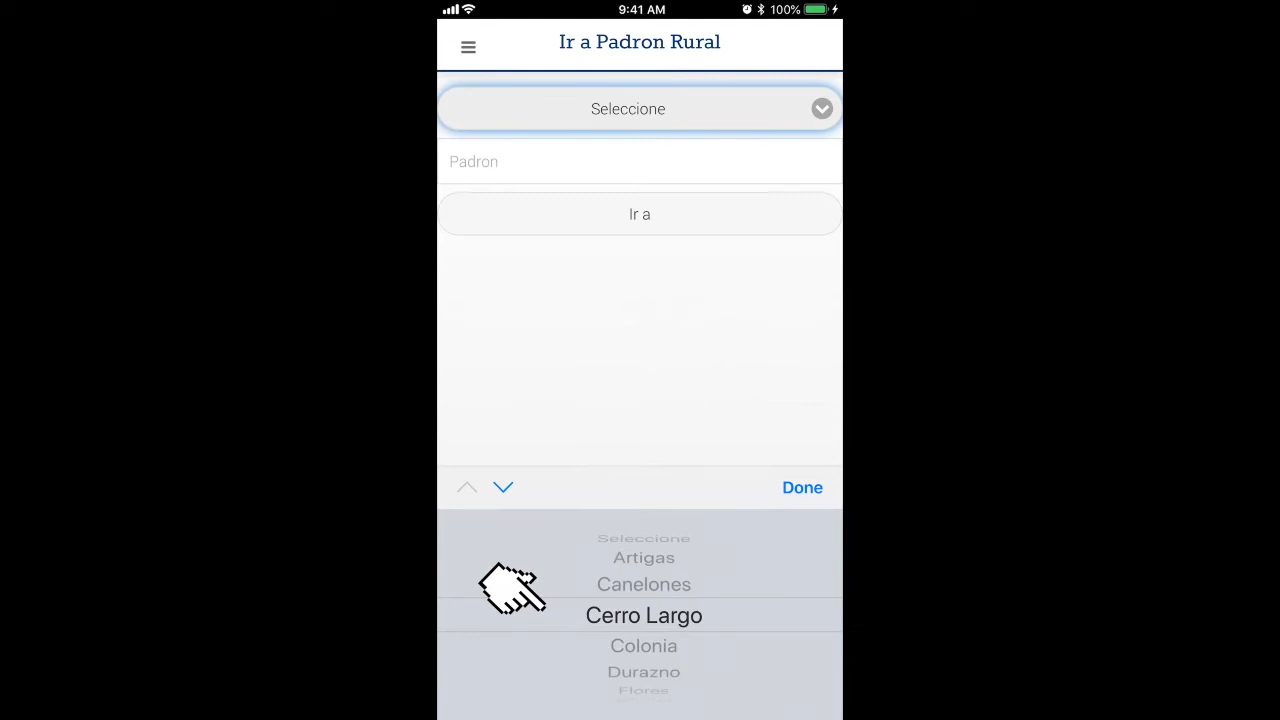 9:41 AM
100%
Ir a Padron Rural
Seleccione
Padron
Ir a
Done
Seleccione
Artigas
Canelones
Cerro Largo
Colonia
Durazno
Flores